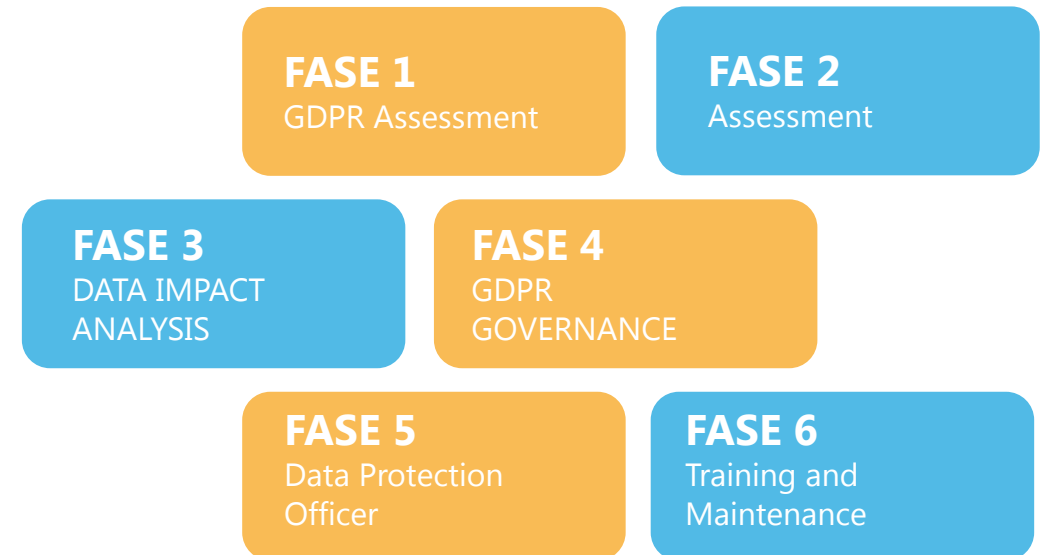 FASE 1
GDPR Assessment
FASE 2
Assessment
FASE 3
DATA IMPACT
ANALYSIS
FASE 4
GDPR
GOVERNANCE
FASE 5
Data Protection
Officer
FASE 6
Training and
Maintenance